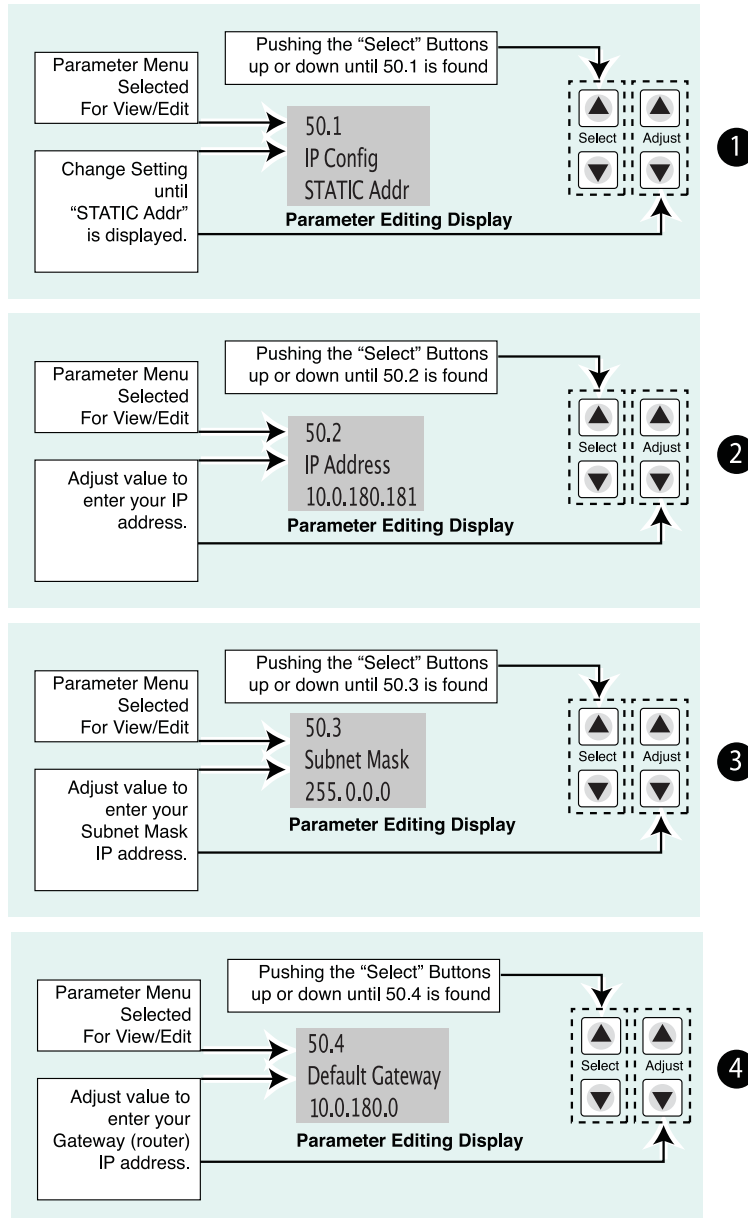 Pushing the “Select” Buttons
up or down until 50.1 is found
Parameter Menu
Selected
For View/Edit
Change Setting
until
“STATIC Addr”
is displayed.
50.1
IP Config
STATIC Addr
Parameter Editing Display
Select
Adjust
1
Pushing the “Select” Buttons
up or down until 50.2 is found
Parameter Menu
Selected
For View/Edit
Adjust value to
enter your IP
address.
50.2
IP Address
10.0.180.181
Parameter Editing Display
Select
Adjust
2
Pushing the “Select” Buttons
up or down until 50.3 is found
Parameter Menu
Selected
For View/Edit
Adjust value to
enter your
Subnet Mask
IP address.
50.3
Subnet Mask
255.0.0.0
Parameter Editing Display
Select
Adjust
3
Pushing the “Select” Buttons
up or down until 50.4 is found
Parameter Menu
Selected
For View/Edit
Adjust value to
enter your
Gateway (router)
IP address.
50.4
Default Gateway
10.0.180.0
Parameter Editing Display
Select
Adjust
4